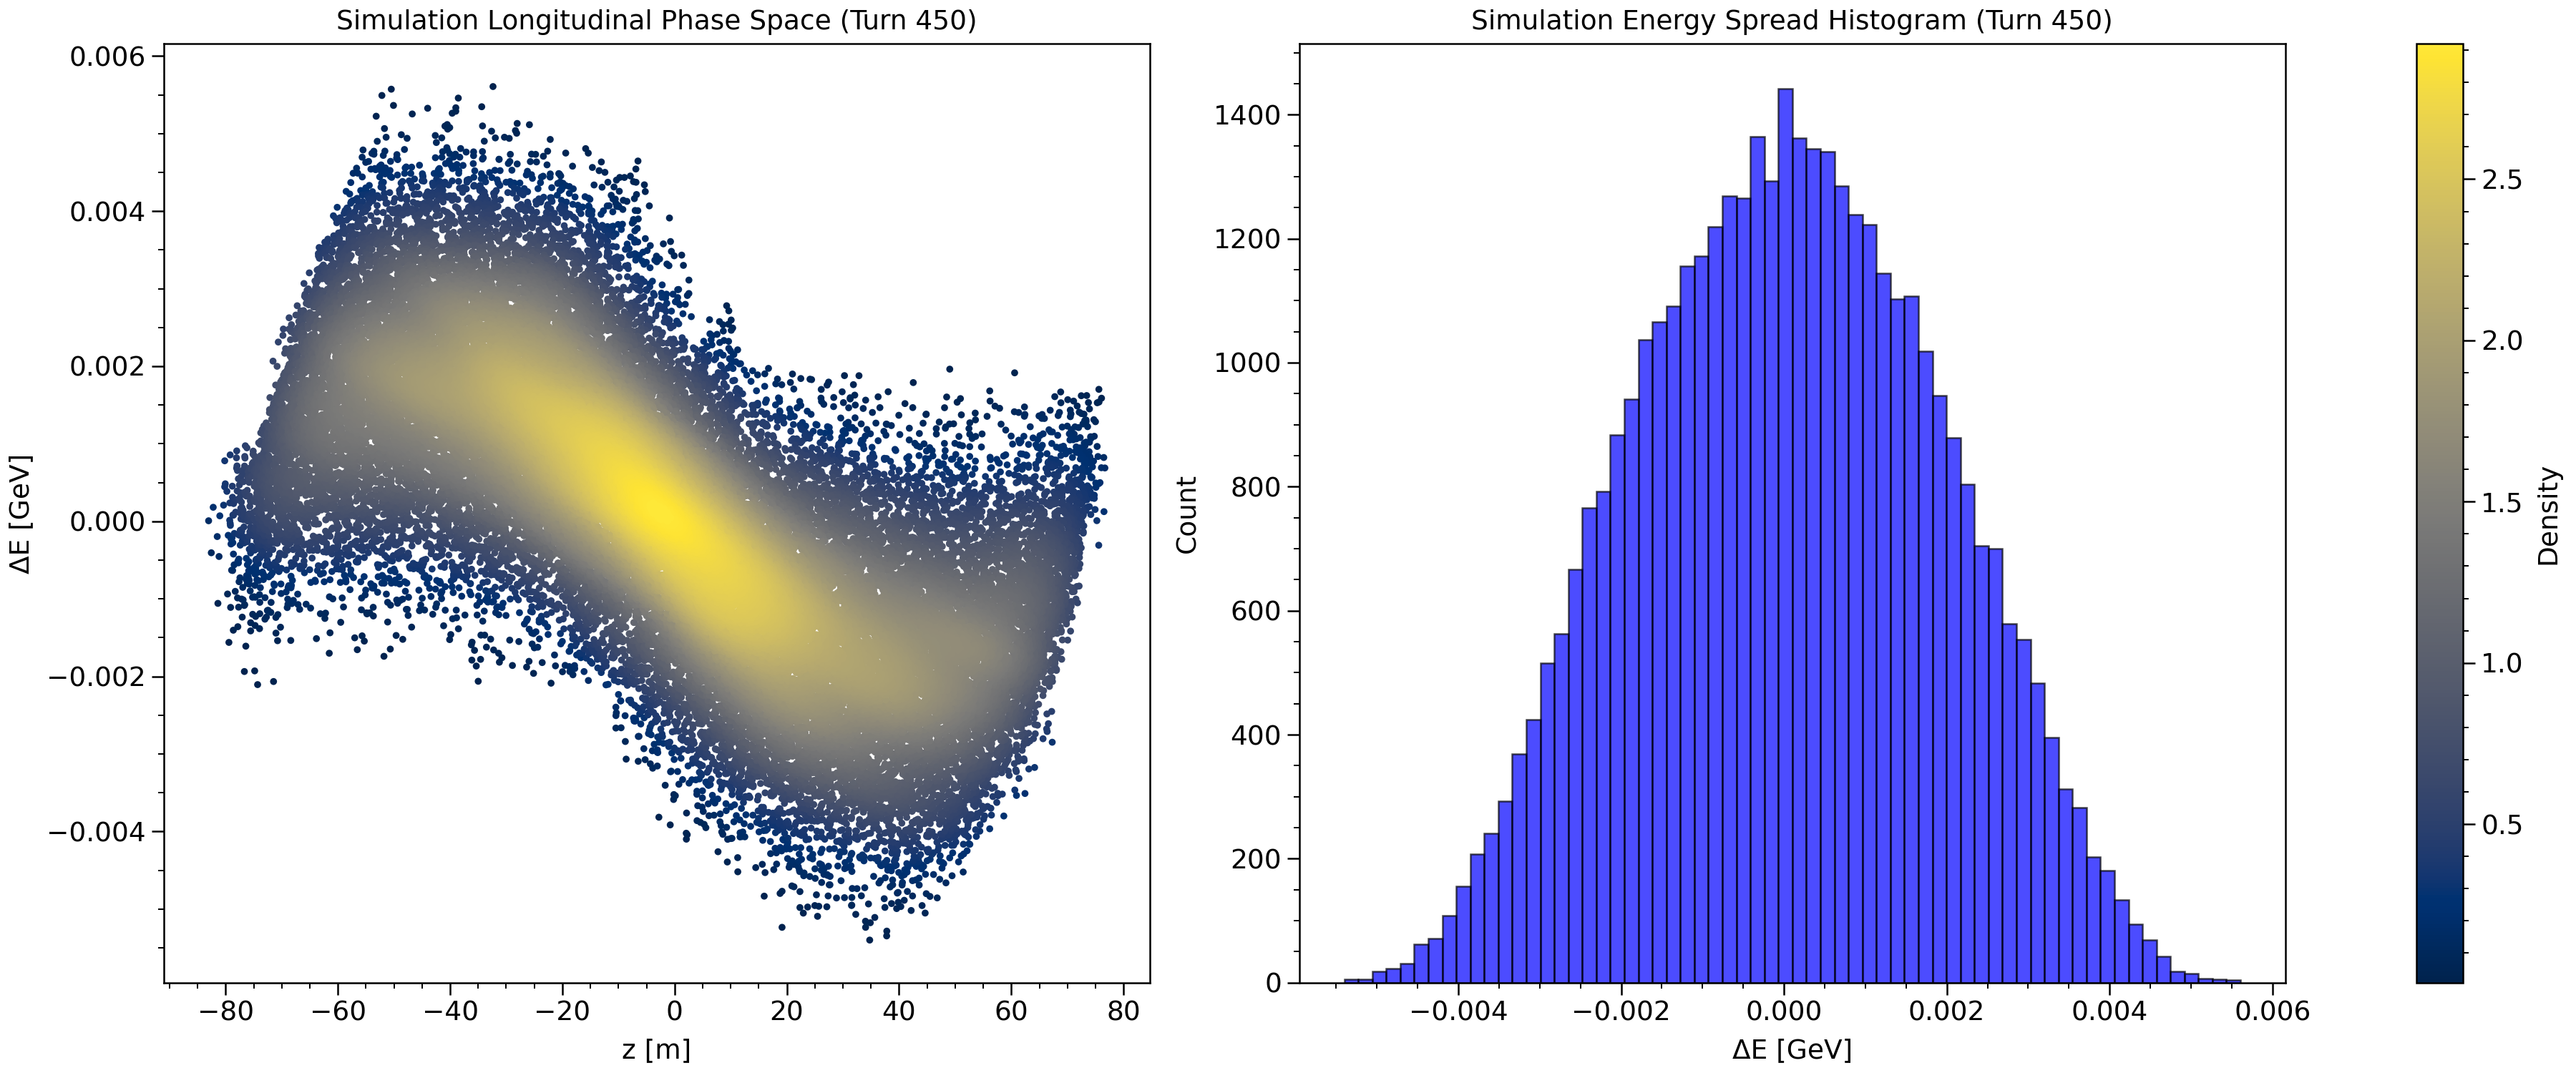 Simulation Longitudinal Phase Space (Turn 450)
0.006
0.004
0.002
0.000
−0.002
−0.004
ΔE [GeV]
−80 −60 −40 −20 0 20 40 60 80
z [m]
Simulation Energy Spread Histogram (Turn 450)
1400
1200
1000
800
600
400
200
0
Count
−0.004 −0.002 0.000 0.002 0.004 0.006
ΔE [GeV]
2.5
2.0
1.5
1.0
0.5
Density